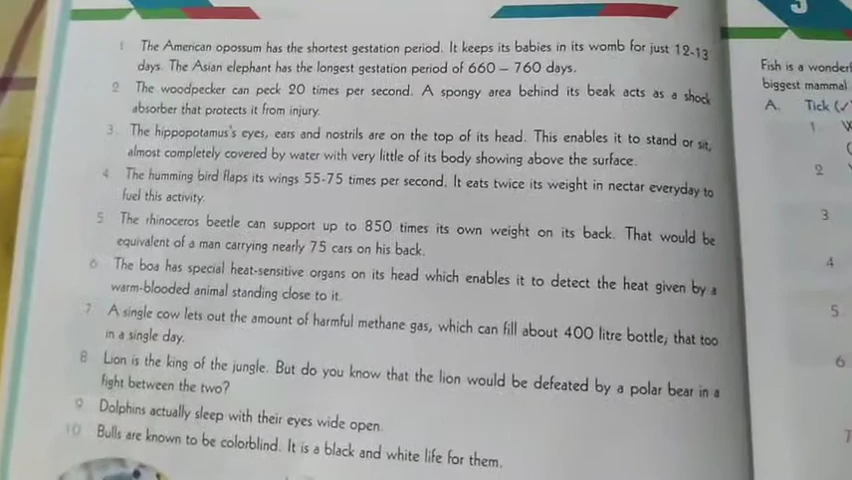 1 The American opossum has the shortest gestation period. It keeps its babies in its womb for just 12-13
days. The Asian elephant has the longest gestation period of 660 – 760 days.
2 The woodpecker can peck 20 times per second. A spongy area behind its beak acts as a shock
absorber that protects it from injury.
3 The hippopotamus's eyes, ears and nostrils are on the top of its head. This enables it to stand or sit,
almost completely covered by water with very little of its body showing above the surface.
4 The humming bird flaps its wings 55-75 times per second. It eats twice its weight in nectar everyday to
fuel this activity.
5 The rhinoceros beetle can support up to 850 times its own weight on its back. That would be
equivalent of a man carrying nearly 75 cars on his back.
6 The boa has special heat-sensitive organs on its head which enables it to detect the heat given by a
warm-blooded animal standing close to it.
7 A single cow lets out the amount of harmful methane gas, which can fill about 400 litre bottle, that too
in a single day.
8 Lion is the king of the jungle. But do you know that the lion would be defeated by a polar bear in a
fight between the two?
9 Dolphins actually sleep with their eyes wide open.
10 Bulls are known to be colorblind. It is a black and white life for them.
Fish is a
biggest mammal
A. Tick (✓
1
2
3
4
5
6
7